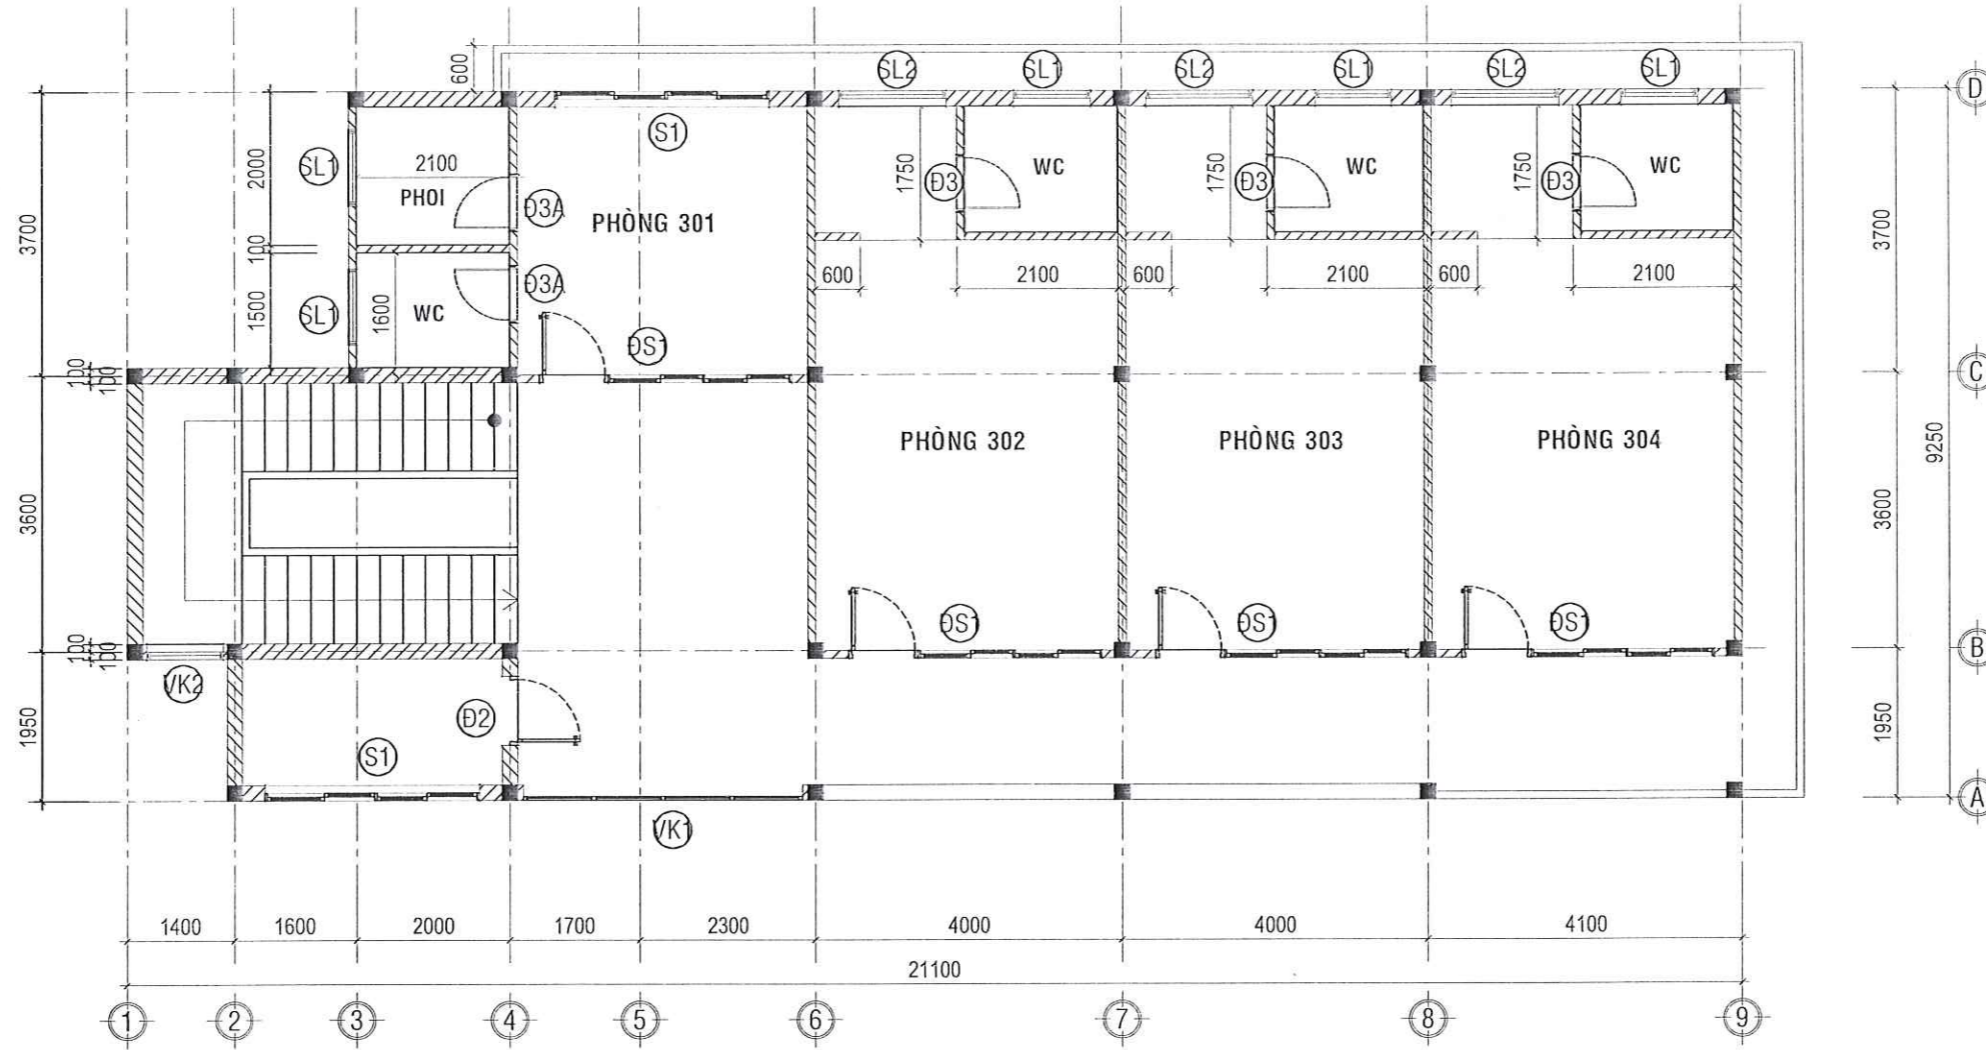 600
SL2
SL1
SL2
SL1
SL2
SL1
D
S1
2000
SL1
2100
PHƠI
Đ3A
PHÒNG 301
1750
Đ3
WC
1750
Đ3
WC
1750
Đ3
WC
3700
3700
100
600
2100
600
2100
600
2100
Đ3A
1500
SL1
1600
WC
ĐS1
100
100
C
PHÒNG 302
PHÒNG 303
PHÒNG 304
9250
3600
3600
ĐS1
ĐS1
ĐS1
100
100
B
VK2
Đ2
1950
1950
S1
A
VK1
1400
1600
2000
1700
2300
4000
4000
4100
21100
1
2
3
4
5
6
7
8
9